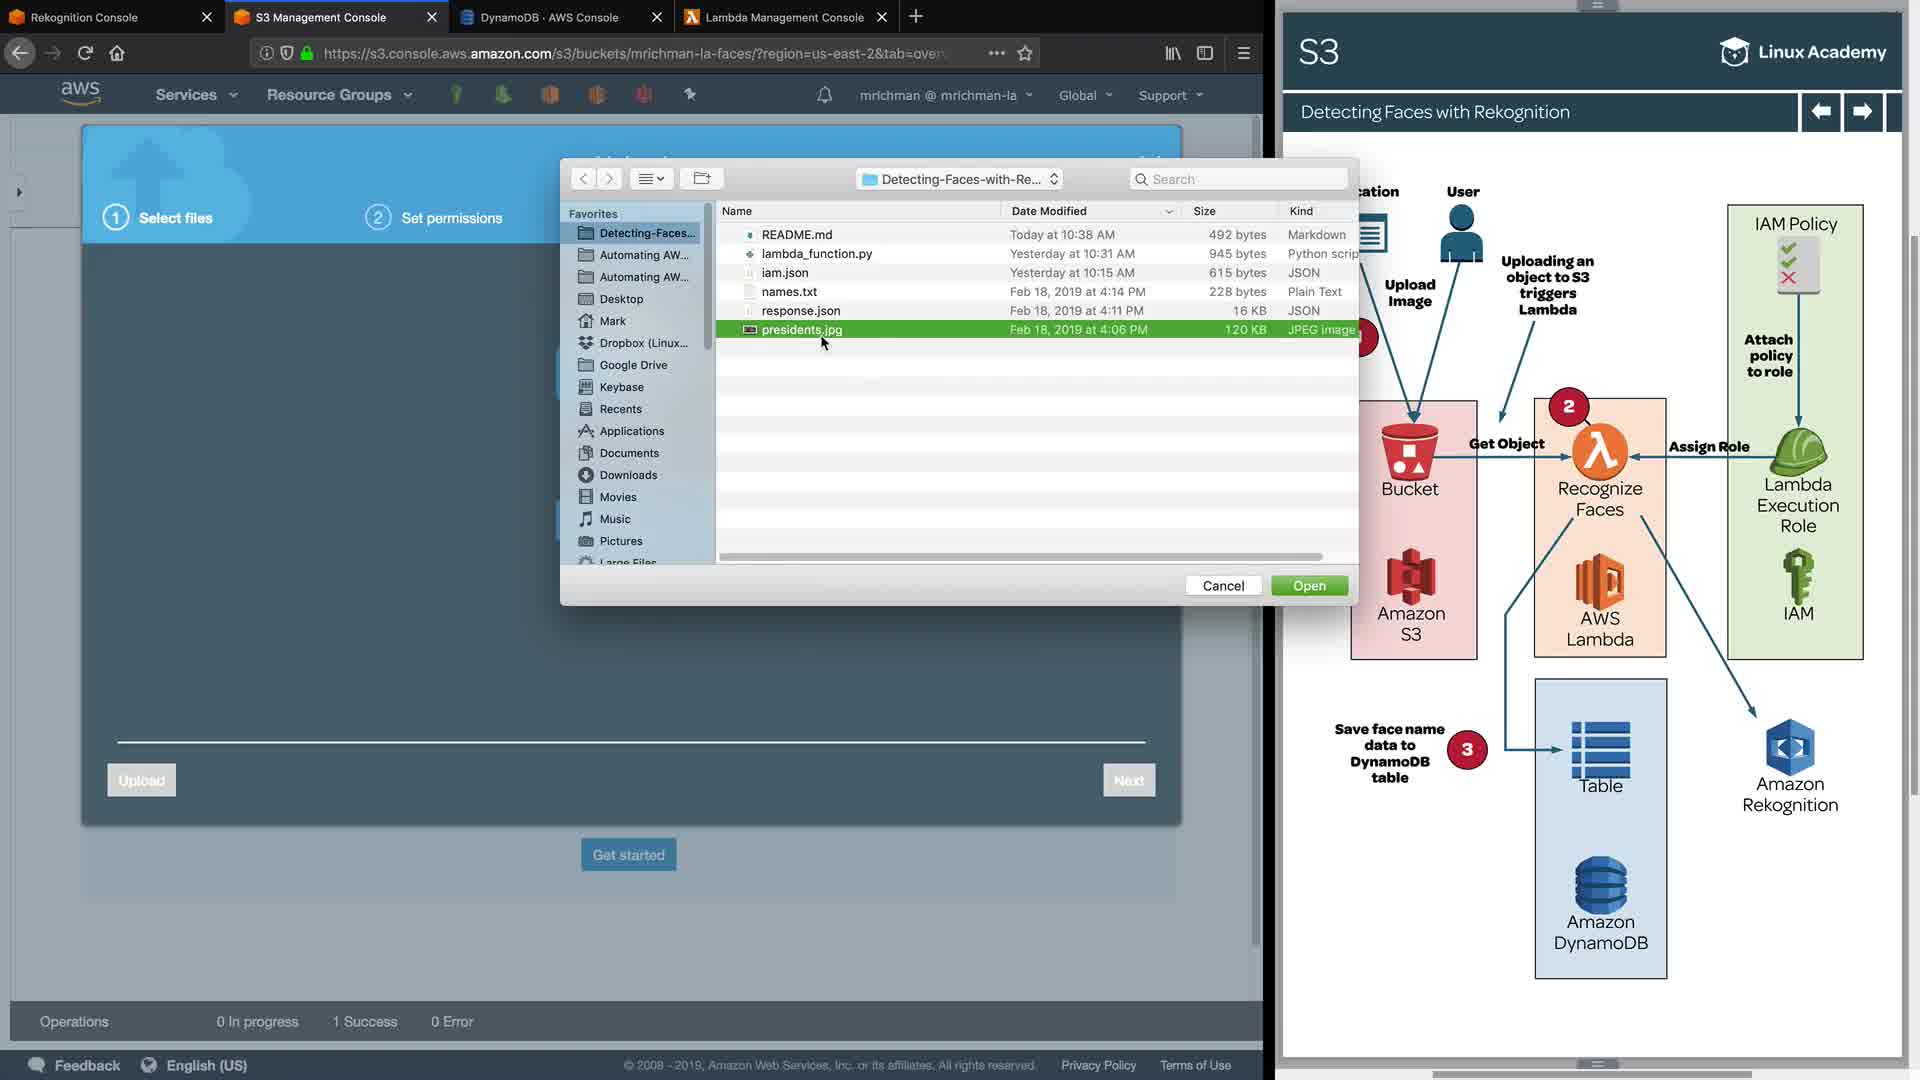 Rekognition Console
S3 Management Console
DynamoDB · AWS Console
Lambda Management Console
https://s3.console.aws.amazon.com/s3/buckets/mrichman-la-faces/?region=us-east-2&tab=over
aws
Services
Resource Groups
mrichman @ mrichman-la
Global
Support
1 Select files
2 Set permissions
Detecting-Faces-with-Re...
Search
Favorites
Detecting-Faces...
Automating AW...
Automating AW...
Desktop
Mark
Dropbox (Linux...
Google Drive
Keybase
Recents
Applications
Documents
Downloads
Movies
Music
Pictures
Large Files
Name Date Modified Size Kind
README.md Today at 10:38 AM 492 bytes Markdown
lambda_function.py Yesterday at 10:31 AM 945 bytes Python scrip
iam.json Yesterday at 10:15 AM 615 bytes JSON
names.txt Feb 18, 2019 at 4:14 PM 228 bytes Plain Text
response.json Feb 18, 2019 at 4:11 PM 16 KB JSON
presidents.jpg Feb 18, 2019 at 4:06 PM 120 KB JPEG image
Cancel
Open
Upload
Next
Get started
Operations 0 In progress 1 Success 0 Error
Feedback
English (US)
© 2008 - 2019, Amazon Web Services, Inc. or its affiliates. All rights reserved.
Privacy Policy
Terms of Use
S3
Linux Academy
Detecting Faces with Rekognition
cation
User
Upload
Image
Uploading an
object to S3
triggers
Lambda
IAM Policy
Attach
policy
to role
2
Get Object
Assign Role
Bucket
Recognize
Faces
Lambda
Execution
Role
Amazon
S3
AWS
Lambda
IAM
Save face name
data to
DynamoDB
table
3
Table
Amazon
Rekognition
Amazon
DynamoDB